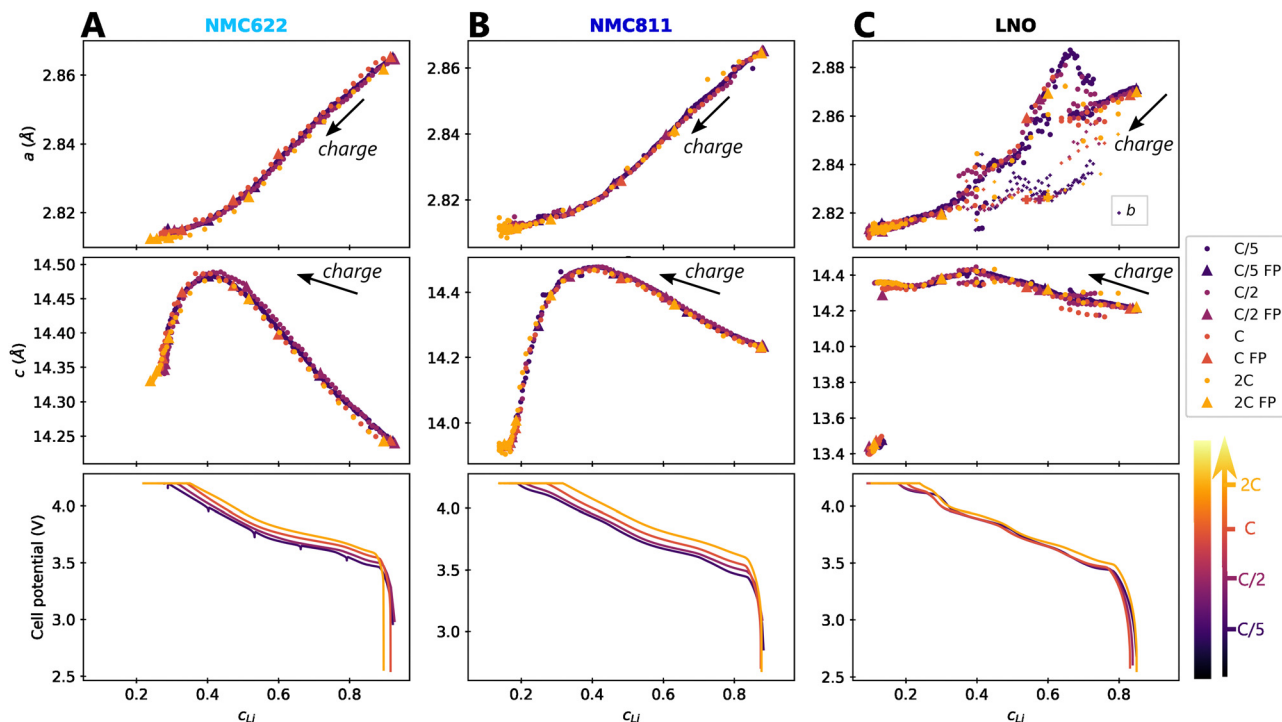 A
NMC622
B
NMC811
C
LNO
a (Å)
2.86
2.84
2.82
charge
2.86
2.84
2.82
charge
2.88
2.86
2.84
2.82
charge
b
c (Å)
14.50
14.45
14.40
14.35
14.30
14.25
charge
14.4
14.2
14.0
charge
14.4
14.2
14.0
13.8
13.6
13.4
charge
C/5
C/5 FP
C/2
C/2 FP
C
C FP
2C
2C FP
Cell potential (V)
4.0
3.5
3.0
2.5
4.0
3.5
3.0
4.0
3.5
3.0
2.5
2C
C
C/2
C/5
0.2 0.4 0.6 0.8
0.2 0.4 0.6 0.8
0.2 0.4 0.6 0.8
cLi
cLi
cLi